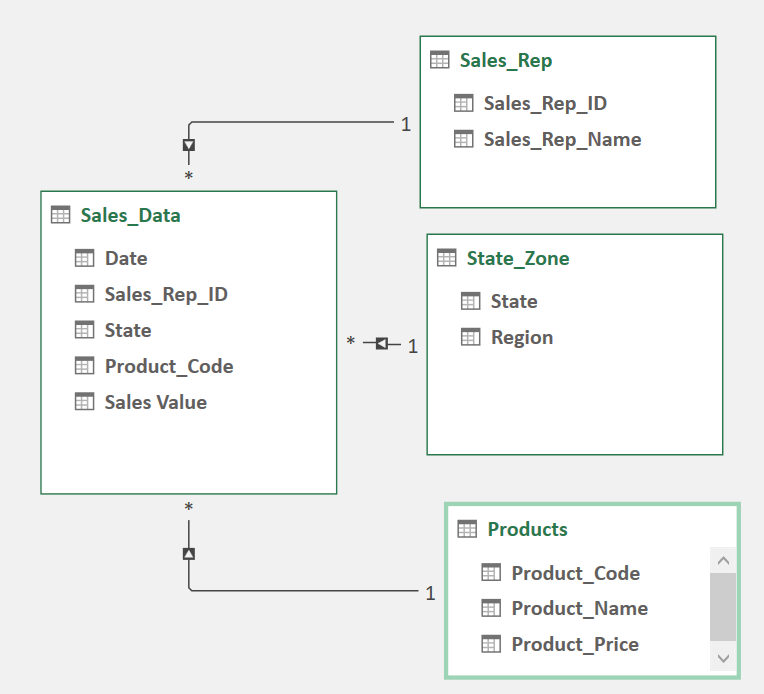 Sales_Rep
Sales_Rep_ID
Sales_Rep_Name
1
*
Sales_Data
Date
Sales_Rep_ID
State
Product_Code
Sales Value
State_Zone
State
Region
* 1
*
1
Products
Product_Code
Product_Name
Product_Price